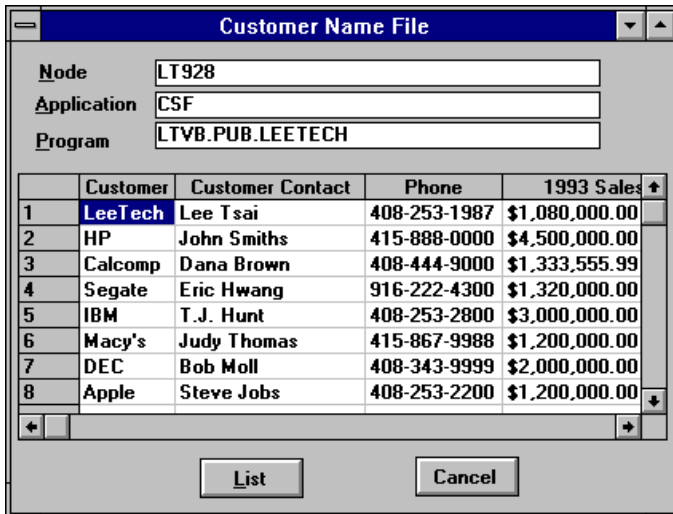 Customer Name File
Node LT928
Application CSF
Program LTVB.PUB.LEETECH
Customer Customer Contact Phone 1993 Sales
1 LeeTech Lee Tsai 408-253-1987 $1,080,000.00
2 HP John Smiths 415-888-0000 $4,500,000.00
3 Calcomp Dana Brown 408-444-9000 $1,333,555.99
4 Segate Eric Hwang 916-222-4300 $1,320,000.00
5 IBM T.J. Hunt 408-253-2800 $3,000,000.00
6 Macy's Judy Thomas 415-867-9988 $1,200,000.00
7 DEC Bob Moll 408-343-9999 $2,000,000.00
8 Apple Steve Jobs 408-253-2200 $1,200,000.00
List Cancel